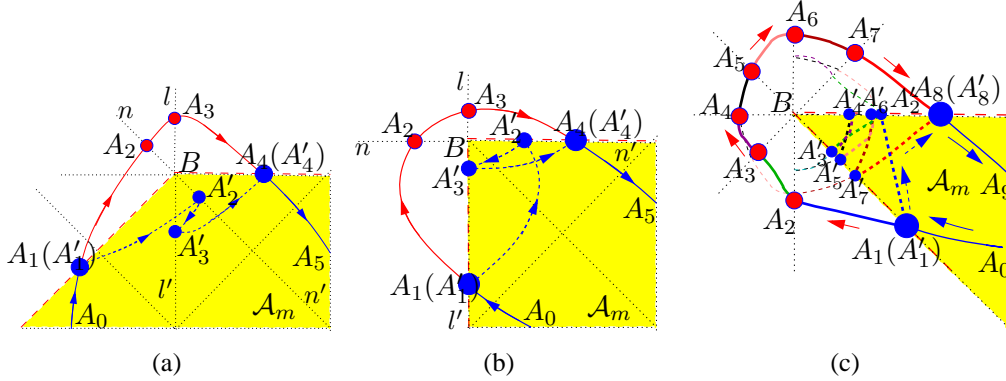 l
n
A₃
A₂
B
A₄(A′₄)
A′₂
A′₃
A₁(A′₁)
A₅
l′
n′
A₀
𝒜ₘ
(a)
l
A₃
A₂
A₄(A′₄)
n
B
A′₂
n′
A′₃
A₅
A₁(A′₁)
l′
A₀
𝒜ₘ
(b)
A₆
A₇
A₅
A₈(A′₈)
A₄
B
A′₄
A′₆
A′₂
A₃
A′₃
A′₅
A′₇
𝒜ₘ
A₉
A₂
A₁(A′₁)
A₀
(c)